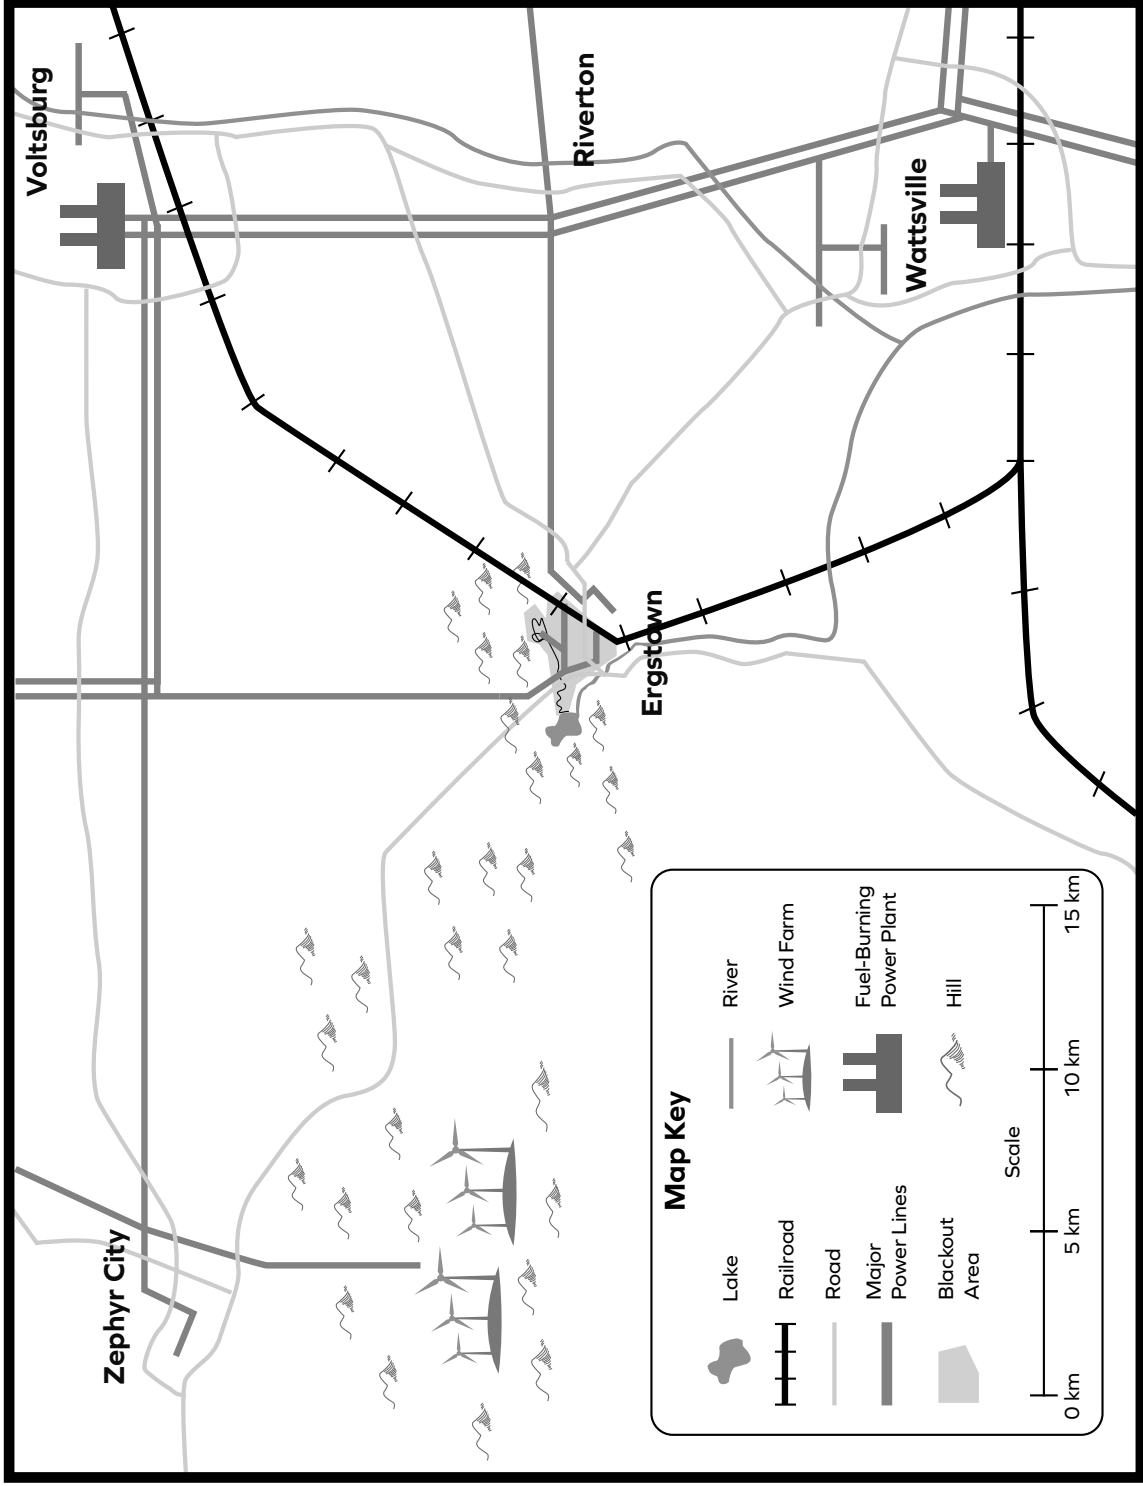 Zephyr City
Voltsburg
Ergstown
Riverton
Wattsville
Map Key
Lake
River
Railroad
Wind Farm
Road
Major
Power Lines
Fuel-Burning
Power Plant
Blackout
Area
Hill
Scale
0 km 5 km 10 km 15 km